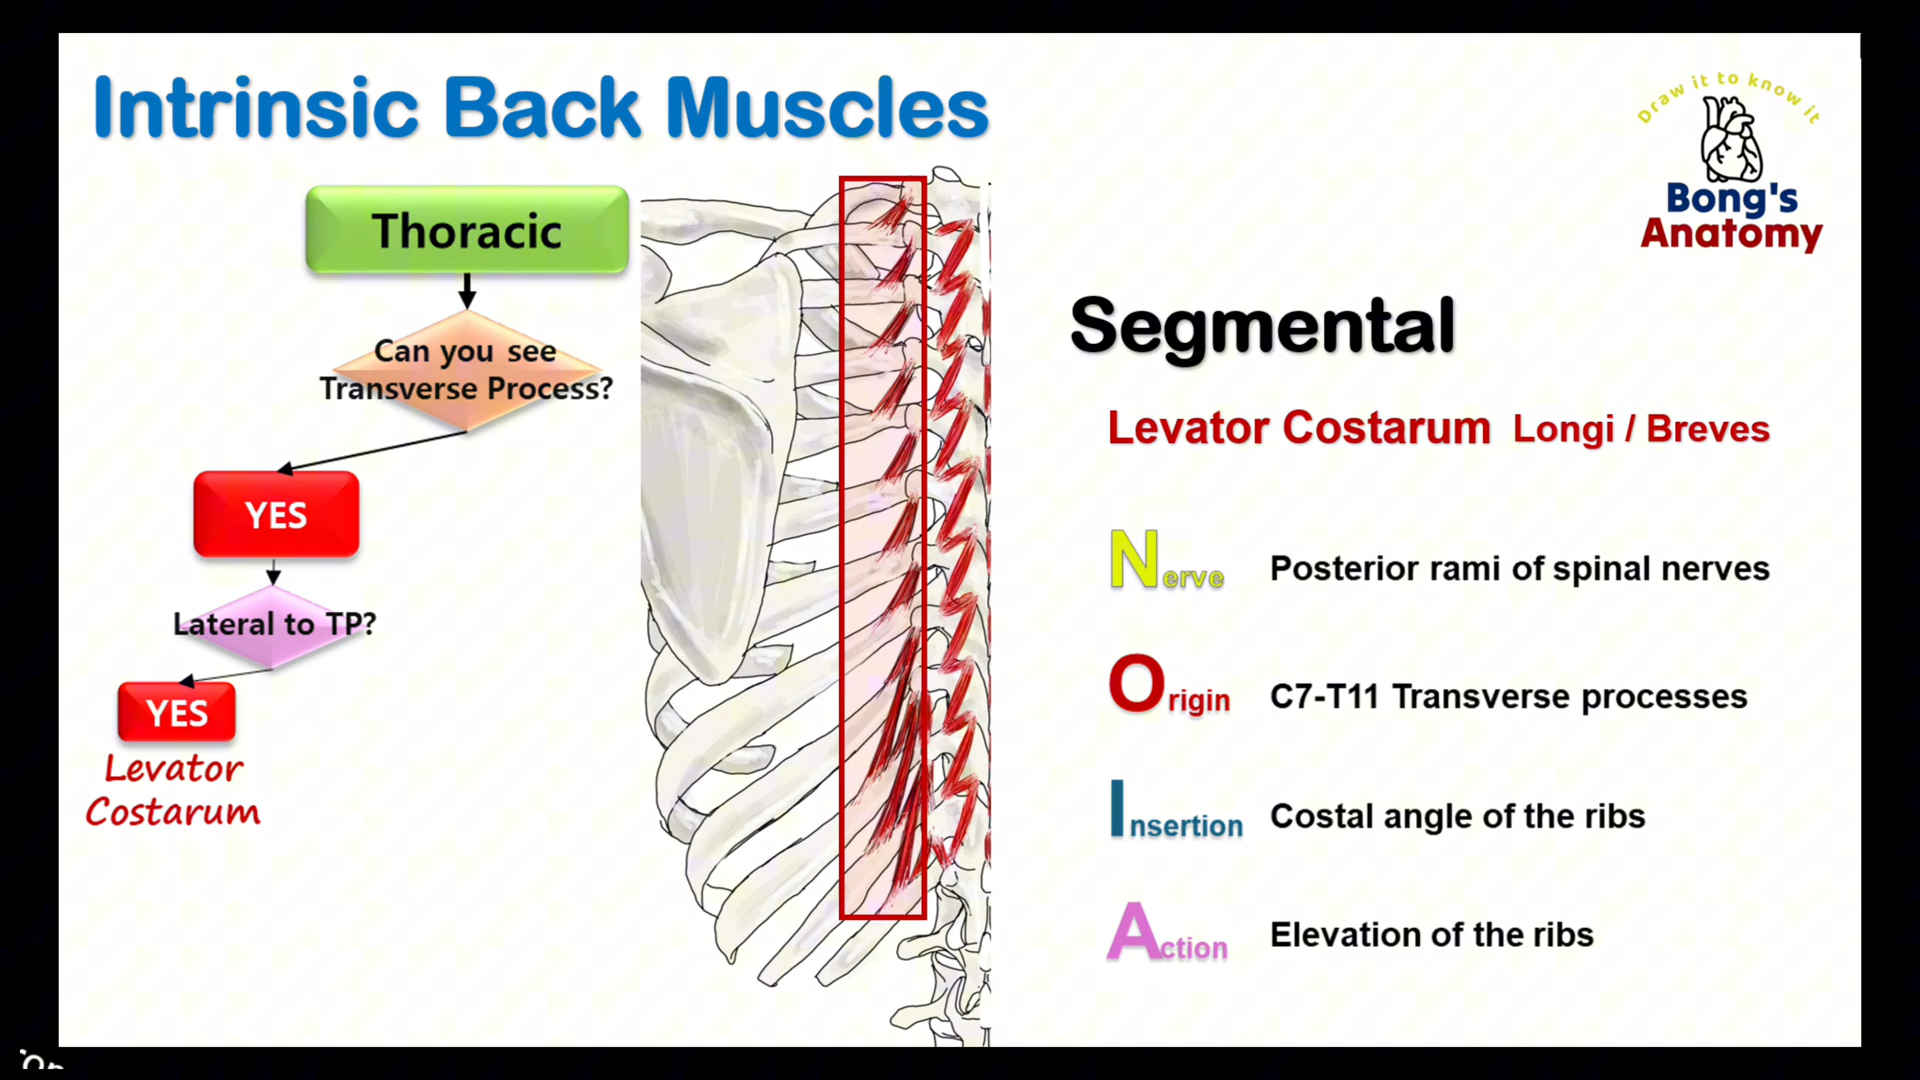 Intrinsic Back Muscles
Draw it to know it
Bong's
Anatomy
Thoracic
Can you see
Transverse Process?
YES
Lateral to TP?
YES
Levator
Costarum
Segmental
Levator Costarum Longi / Breves
Nerve Posterior rami of spinal nerves
Origin C7-T11 Transverse processes
Insertion Costal angle of the ribs
Action Elevation of the ribs